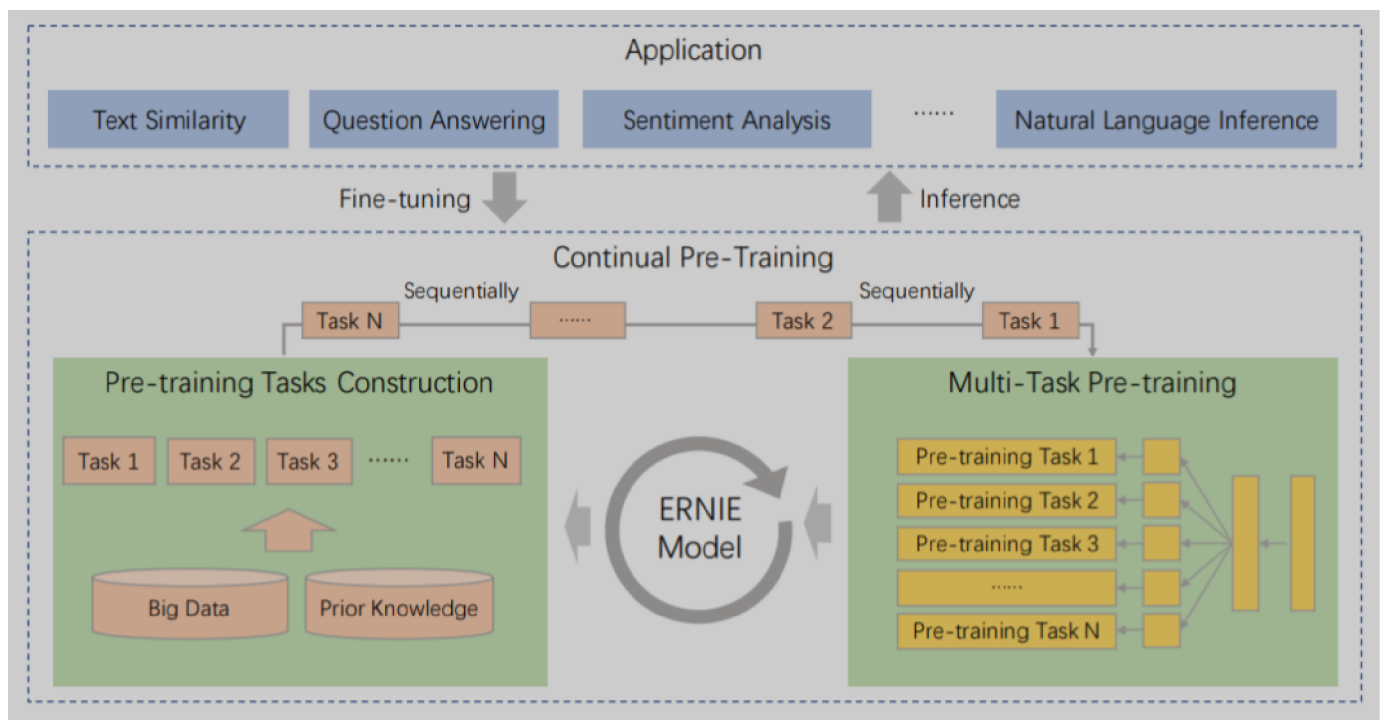 Application
Text Similarity
Question Answering
Sentiment Analysis
······
Natural Language Inference
Fine-tuning
Inference
Continual Pre-Training
Sequentially
Sequentially
Task N
······
Task 2
Task 1
Pre-training Tasks Construction
Task 1
Task 2
Task 3
······
Task N
Big Data
Prior Knowledge
ERNIE
Model
Multi-Task Pre-training
Pre-training Task 1
Pre-training Task 2
Pre-training Task 3
······
Pre-training Task N